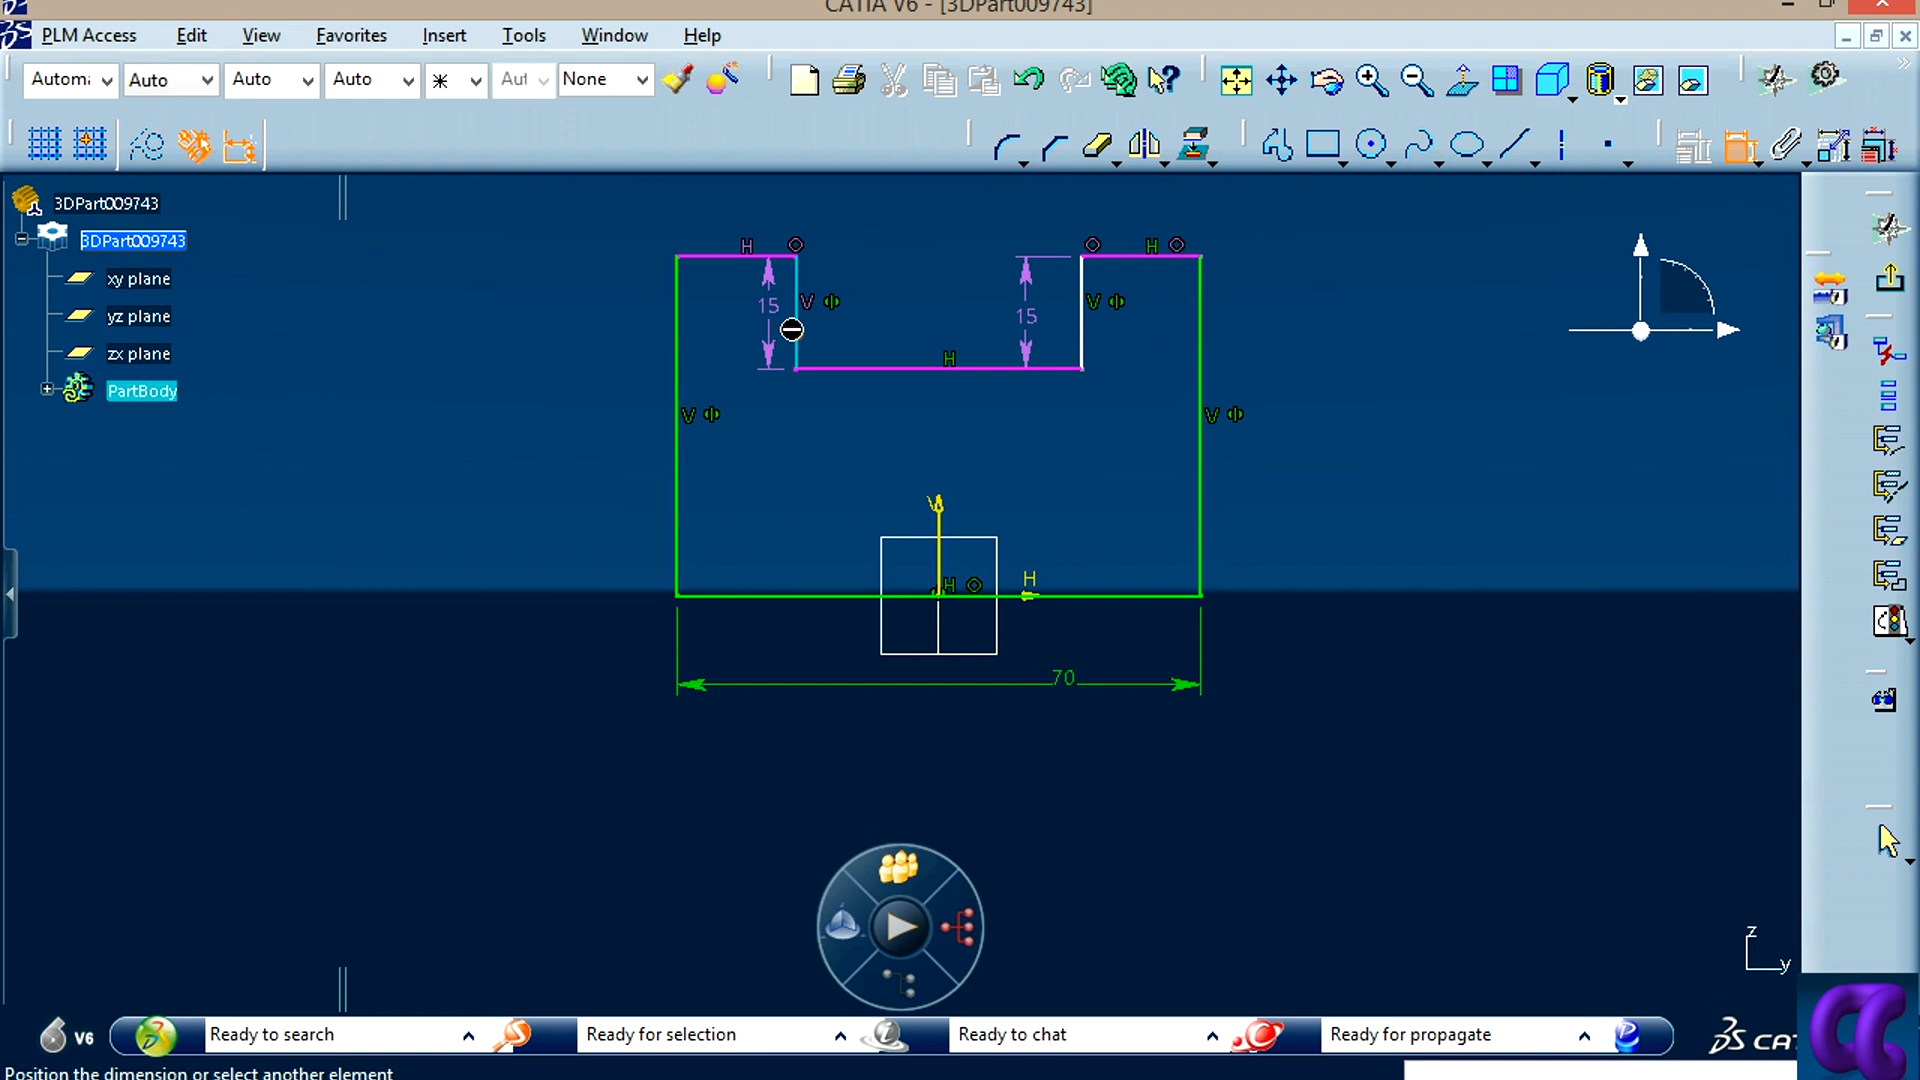 CATIA V6 - [3DPart009743]
PLM Access Edit View Favorites Insert Tools Window Help
Auto Auto Auto Aut None
3DPart009743
3DPart009743
xy plane
yz plane
zx plane
PartBody
H H
15 V 15 V
H
V V
V
H H
70
z
y
V6 Ready to search Ready for selection Ready to chat Ready for propagate
Position the dimension or select another element